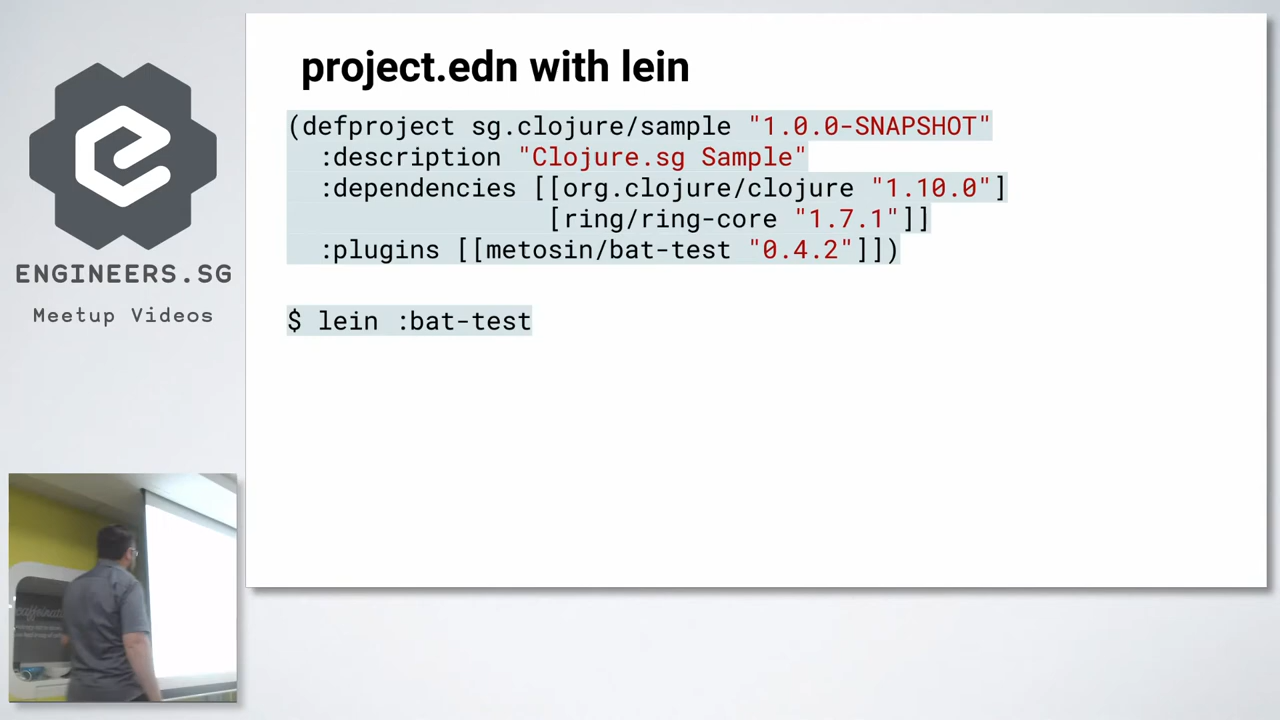 project.edn with lein
(defproject sg.clojure/sample "1.0.0-SNAPSHOT"
  :description "Clojure.sg Sample"
  :dependencies [[org.clojure/clojure "1.10.0"]
                 [ring/ring-core "1.7.1"]]
  :plugins [[metosin/bat-test "0.4.2"]])
$ lein :bat-test
ENGINEERS.SG
Meetup Videos